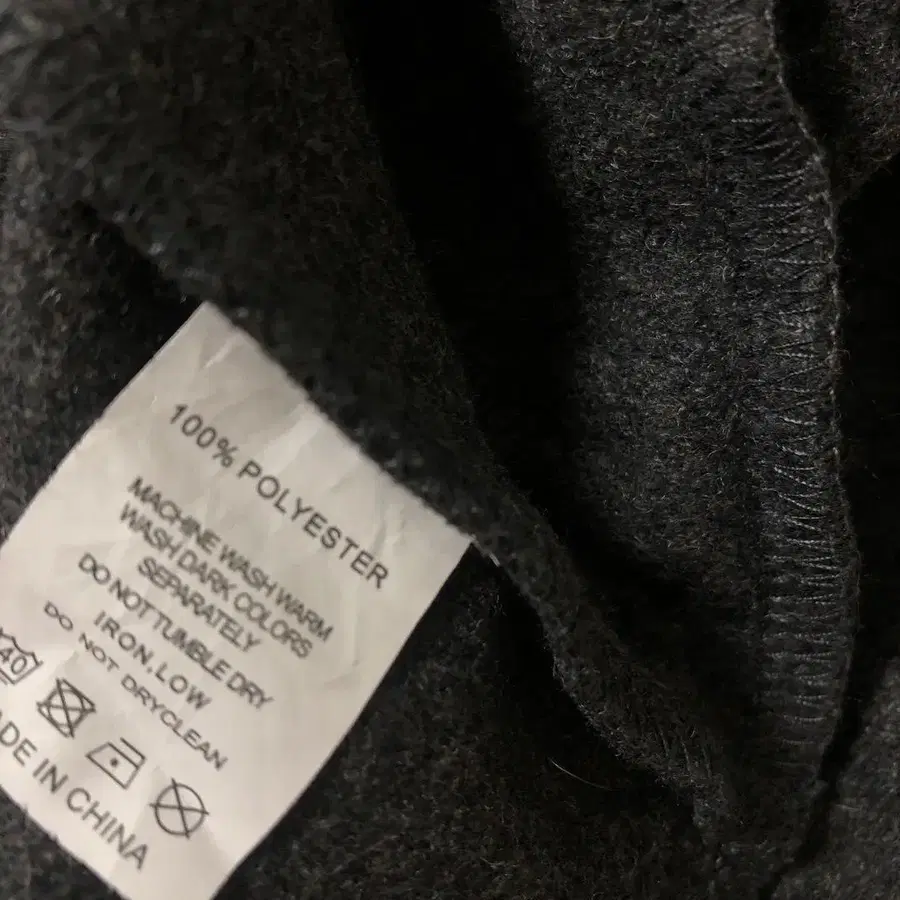 100% POLYESTER
MACHINE WASH WARM
WASH DARK COLORS
SEPARATELY
DO NOT TUMBLE DRY
IRON, LOW
DO NOT DRYCLEAN
40
ADE IN CHINA